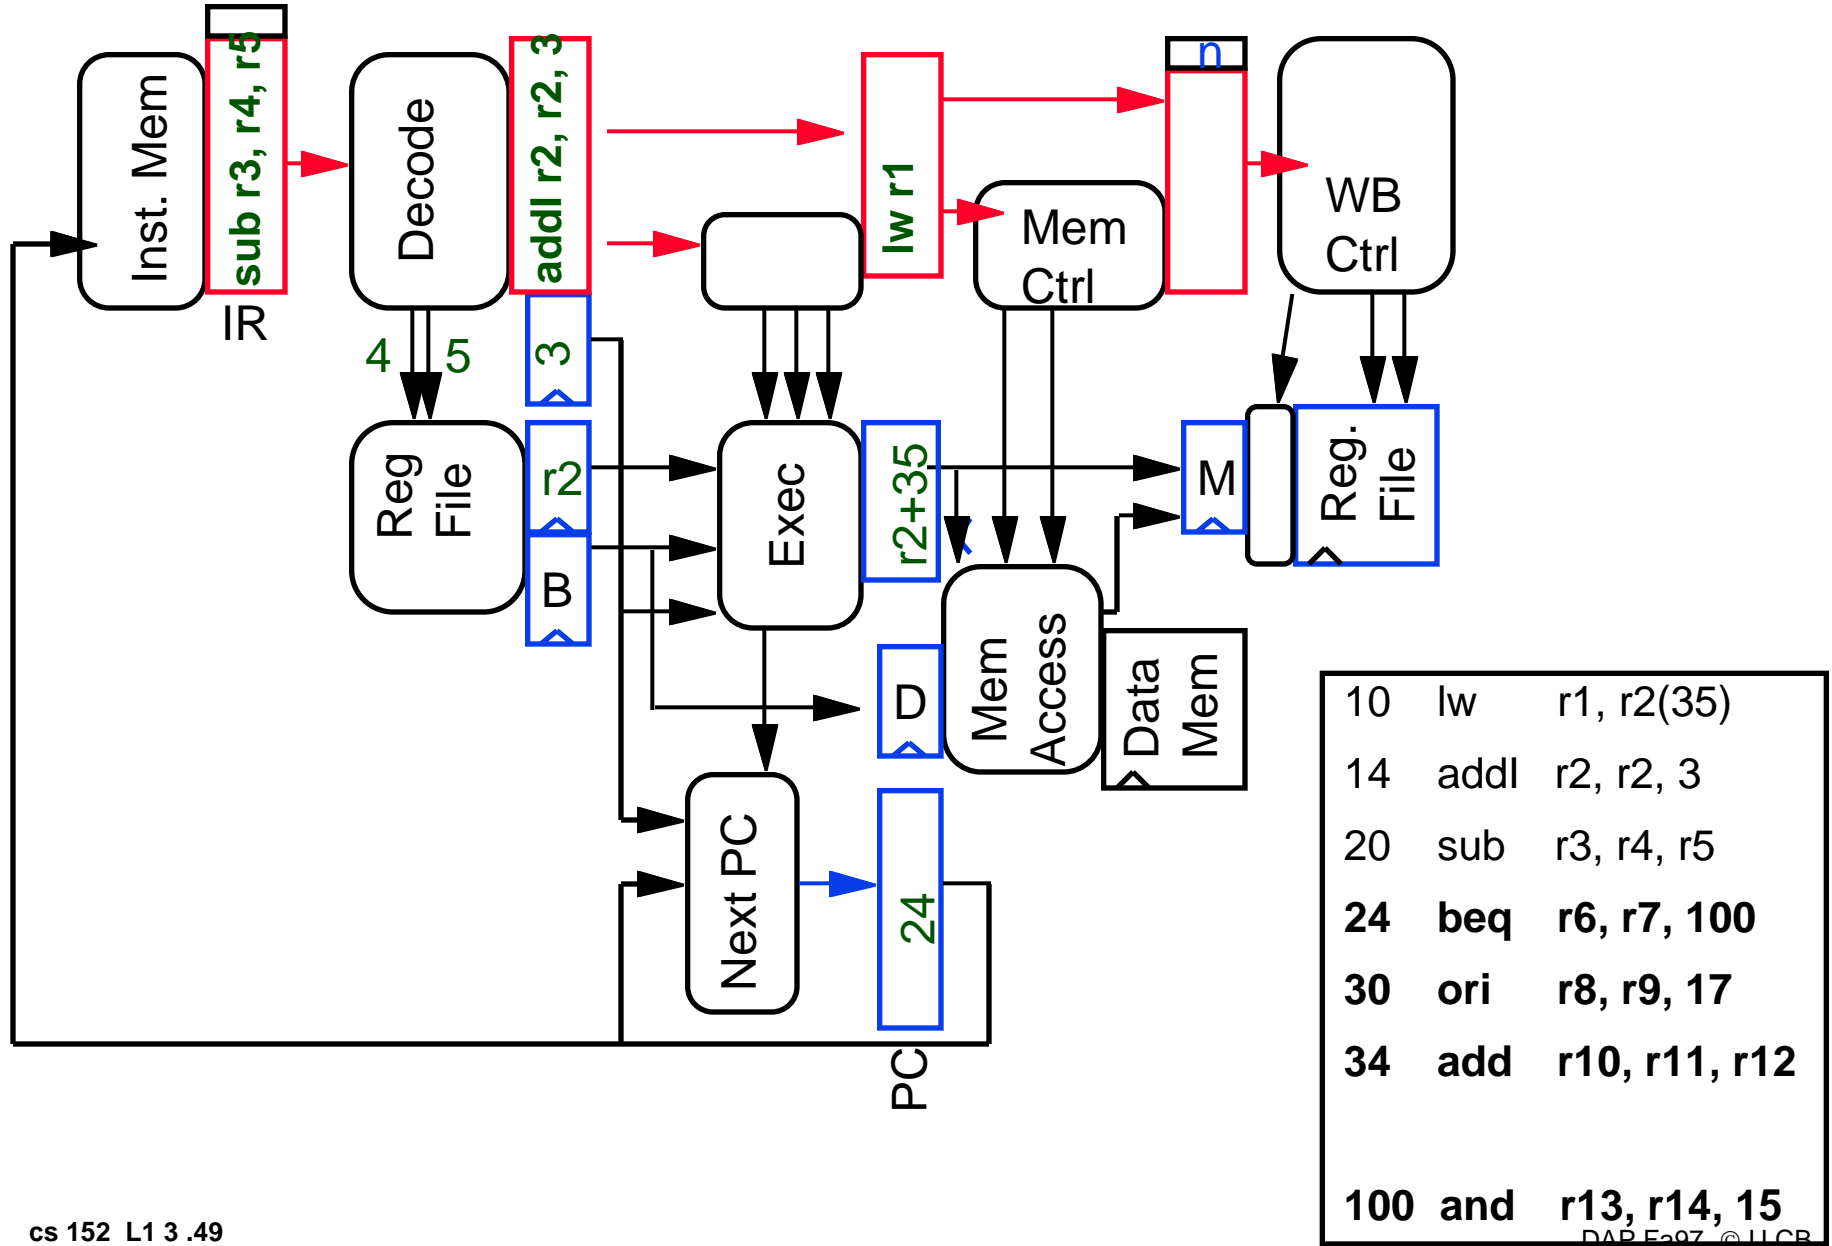 n
Inst. Mem
sub r3, r4, r5
IR
Decode
addI r2, r2, 3
lw r1
Mem
Ctrl
WB
Ctrl
4
5
3
Reg
File
r2
B
Exec
r2+35
M
Reg.
File
D
Mem
Access
Data
Mem
Next PC
24
PC
10 lw r1, r2(35)
14 addI r2, r2, 3
20 sub r3, r4, r5
24 beq r6, r7, 100
30 ori r8, r9, 17
34 add r10, r11, r12
100 and r13, r14, 15
cs 152 L1 3 .49
DAP Fa97, © U.CB